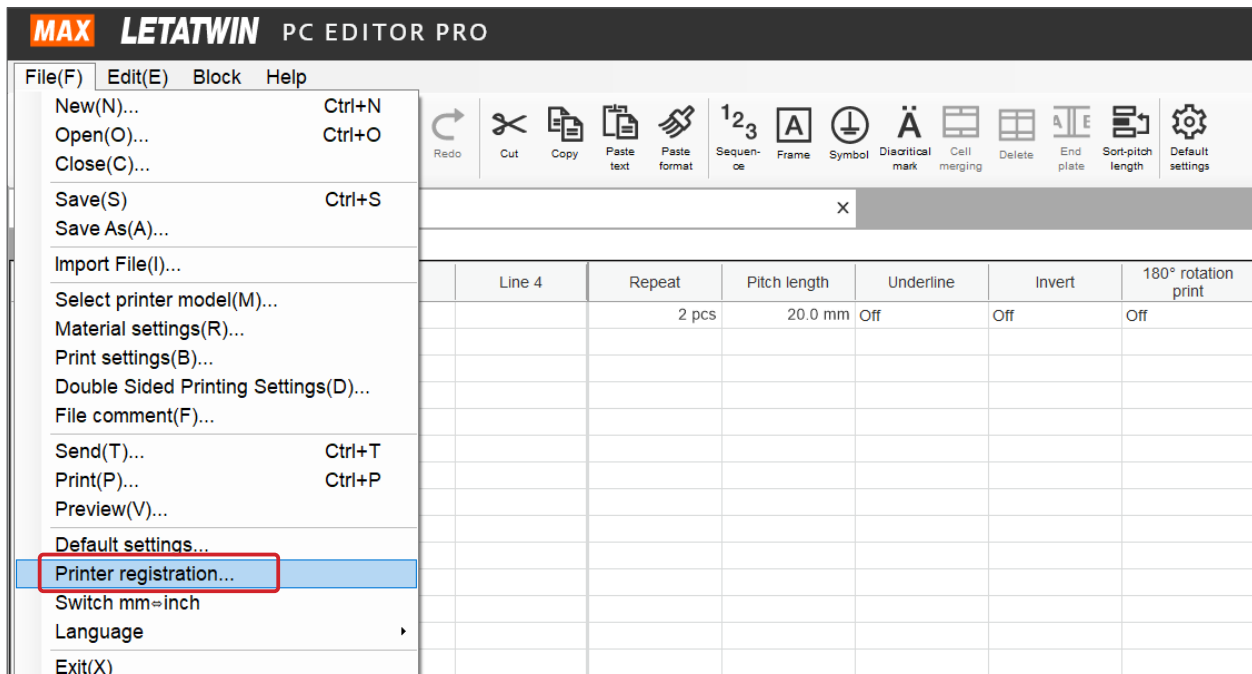 MAX LETATWIN PC EDITOR PRO
File(F) Edit(E) Block Help
New(N)... Ctrl+N
Open(O)... Ctrl+O
Close(C)...
Save(S) Ctrl+S
Save As(A)...
Import File(I)...
Select printer model(M)...
Material settings(R)...
Print settings(B)...
Double Sided Printing Settings(D)...
File comment(F)...
Send(T)... Ctrl+T
Print(P)... Ctrl+P
Preview(V)...
Default settings...
Printer registration...
Switch mm⇔inch
Language
Exit(X)
Redo
Cut
Copy
Paste
text
Paste
format
123
Sequen-
ce
A
Frame
Symbol
Ä
Diacritical
mark
Cell
merging
Delete
A E
End
plate
Sort-pitch
length
Default
settings
×
Line 4 Repeat Pitch length Underline Invert 180° rotation
print
2 pcs 20.0 mm Off Off Off